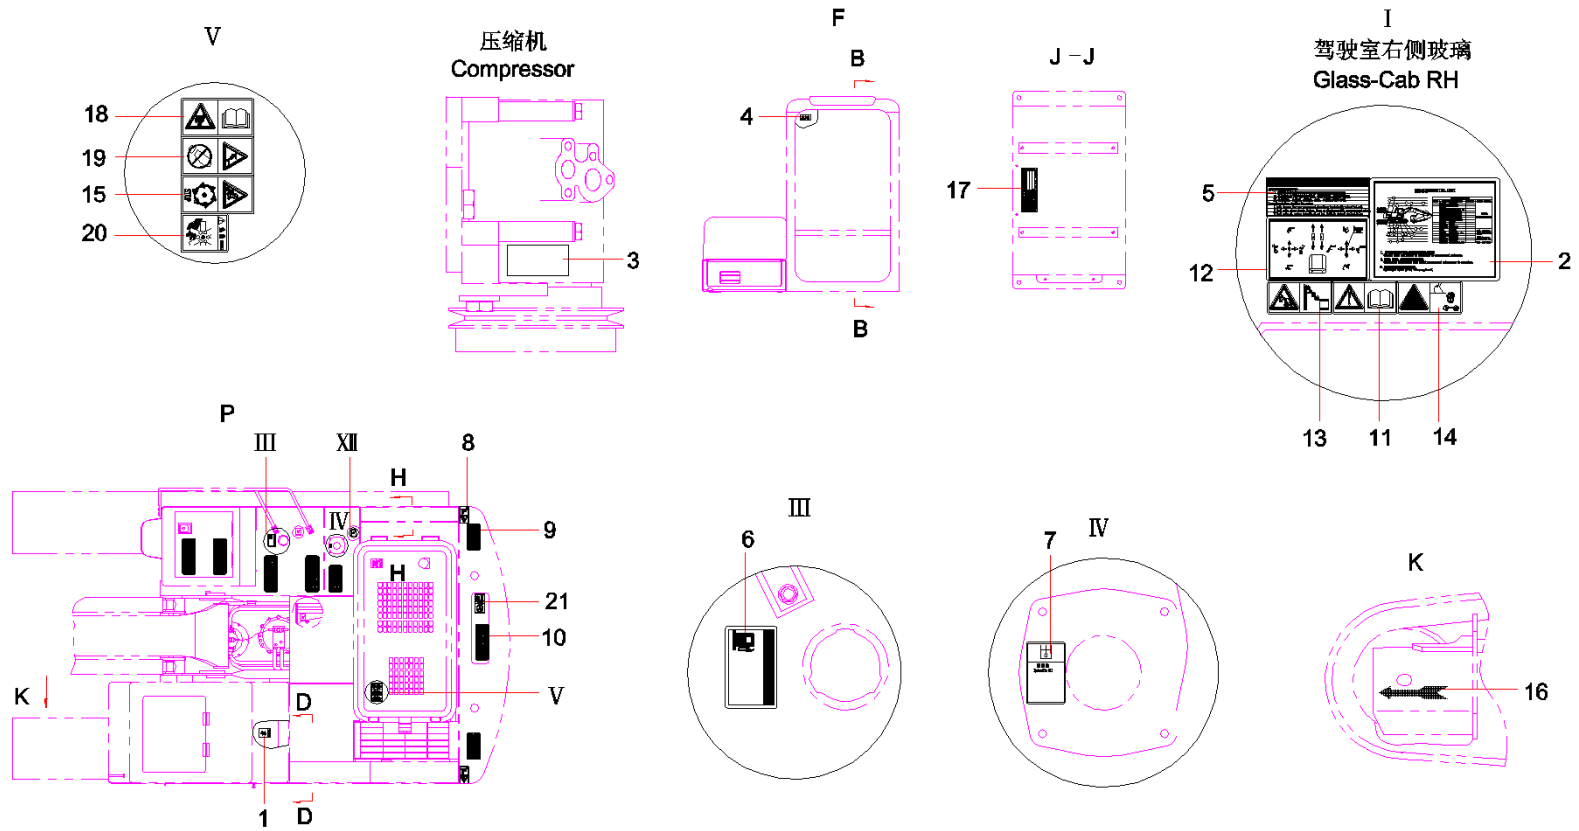 V
压缩机
Compressor
F
B
J-J
I
驾驶室右侧玻璃
Glass-Cab RH
18
19
15
20
3
4
B
17
5
12
2
13
11
14
P
III
XII
8
H
IV
9
H
21
10
V
K
D
1
D
III
6
IV
7
K
16